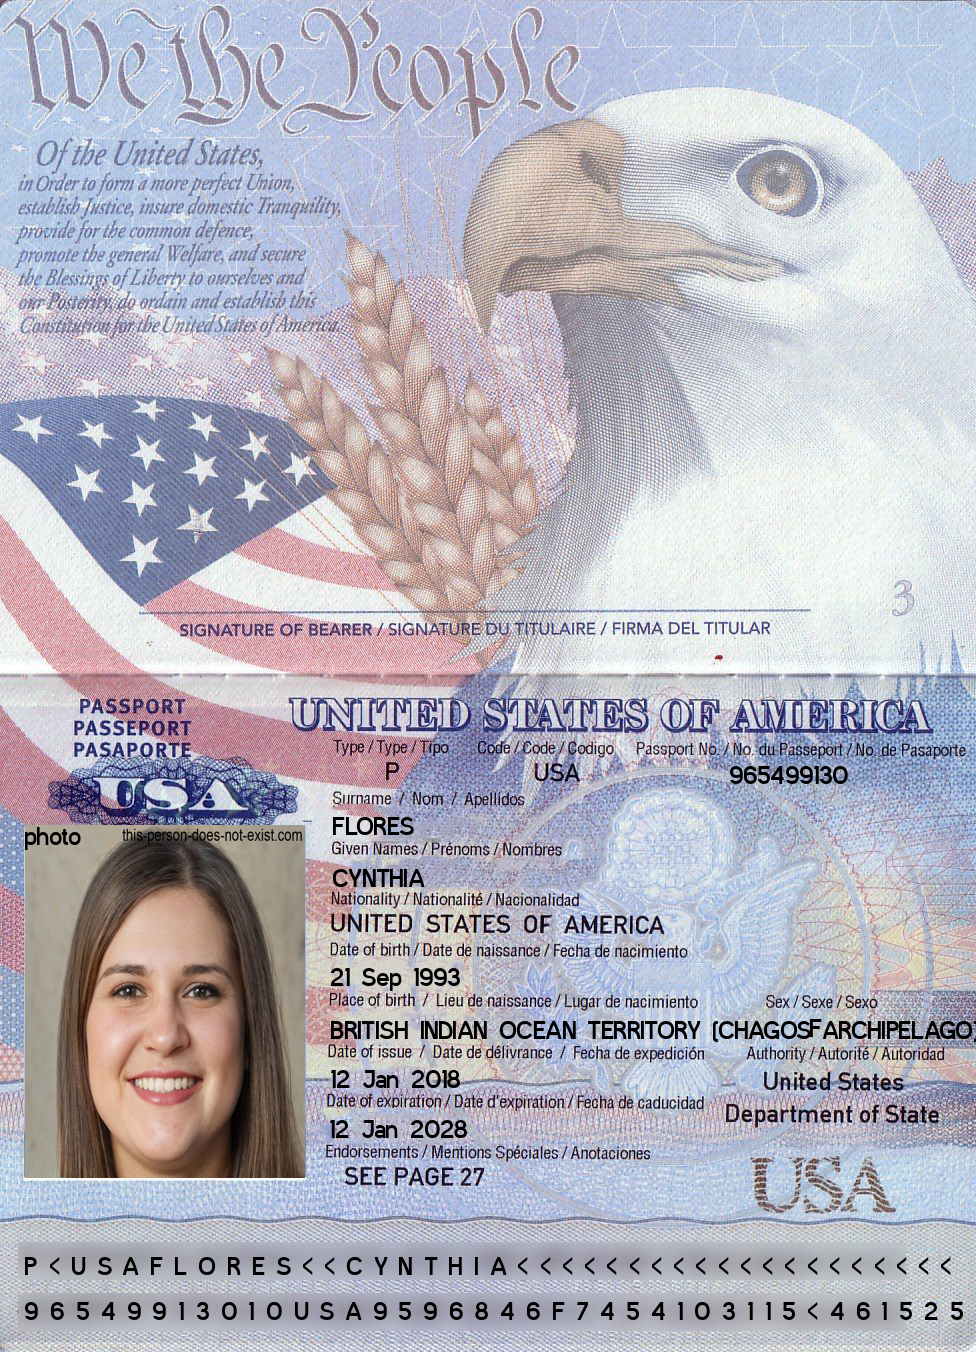 We the People
Of the United States,
in Order to form a more perfect Union,
establish Justice, insure domestic Tranquility,
provide for the common defence,
promote the general Welfare, and secure
the Blessings of Liberty to ourselves and
our Posterity, do ordain and establish this
Constitution for the United States of America.
3
SIGNATURE OF BEARER / SIGNATURE DU TITULAIRE / FIRMA DEL TITULAR
PASSPORT
PASSEPORT
PASAPORTE
USA
UNITED STATES OF AMERICA
Type / Type / Tipo Code / Code / Codigo Passport No. / No. du Passeport / No. de Pasaporte
P USA 965499130
Surname / Nom / Apellidos
FLORES
Given Names / Prénoms / Nombres
CYNTHIA
Nationality / Nationalité / Nacionalidad
UNITED STATES OF AMERICA
Date of birth / Date de naissance / Fecha de nacimiento
21 Sep 1993
Place of birth / Lieu de naissance / Lugar de nacimiento Sex / Sexe / Sexo
BRITISH INDIAN OCEAN TERRITORY (CHAGOS ARCHIPELAGO) F
Date of issue / Date de délivrance / Fecha de expedición Authority / Autorité / Autoridad
12 Jan 2018 United States
Date of expiration / Date d'expiration / Fecha de caducidad Department of State
12 Jan 2028
Endorsements / Mentions Spéciales / Anotaciones
SEE PAGE 27
USA
photo this-person-does-not-exist.com
P<USAFLORES<<CYNTHIA<<<<<<<<<<<<<<<<<<<<
9654991301OUSA9596846F7454103115<461525